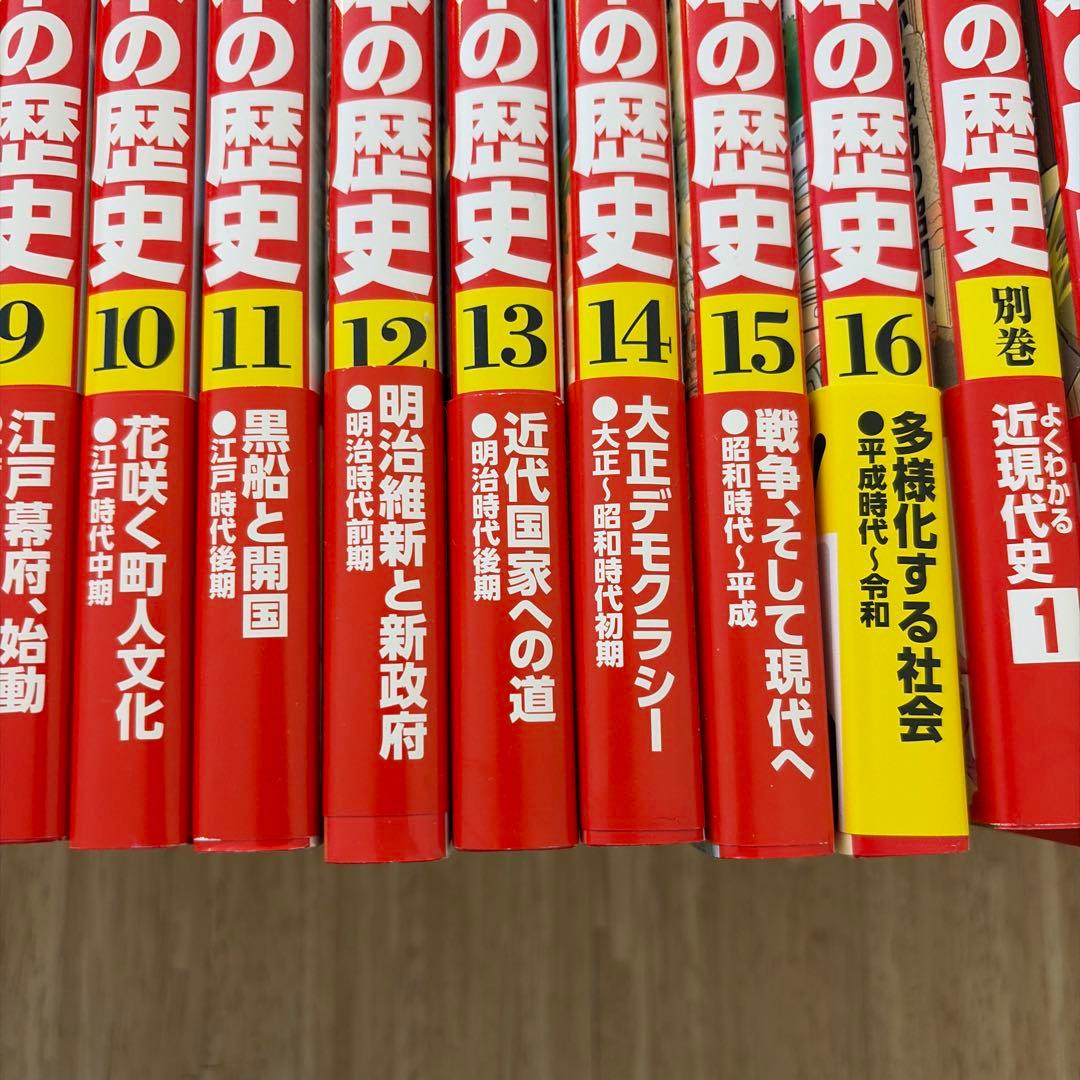 の歴史
9
江戸幕府、始動
本の歴史
10
花咲く町人文化
●江戸時代中期
本の歴史
11
黒船と開国
●江戸時代後期
本の歴史
12
明治維新と新政府
●明治時代前期
本の歴史
13
近代国家への道
●明治時代後期
本の歴史
14
大正デモクラシー
●大正～昭和時代初期
本の歴史
15
戦争、そして現代へ
●昭和時代～平成
本の歴史
16
多様化する社会
●平成時代～令和
の歴史
別巻
よくわかる
近現代史1